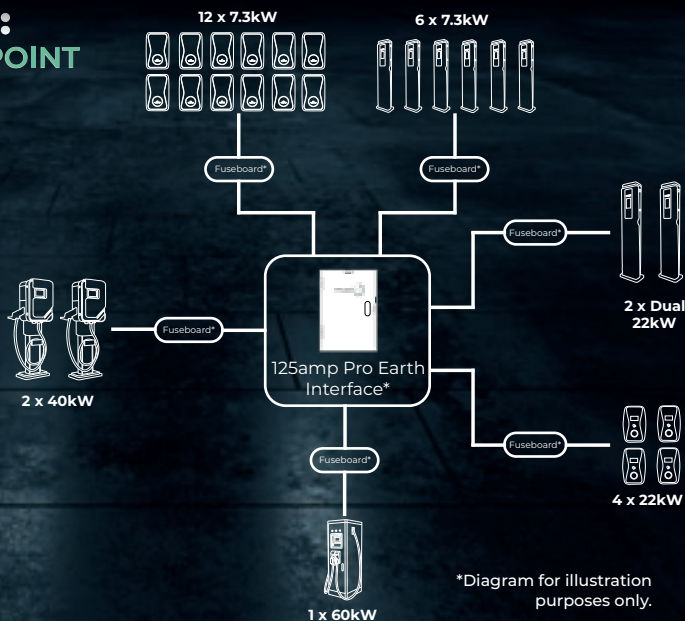 POINT
12 x 7.3kW
6 x 7.3kW
Fuseboard*
Fuseboard*
Fuseboard*
2 x Dual
22kW
Fuseboard*
125amp Pro Earth
Interface*
2 x 40kW
Fuseboard*
4 x 22kW
Fuseboard*
1 x 60kW
*Diagram for illustration
purposes only.